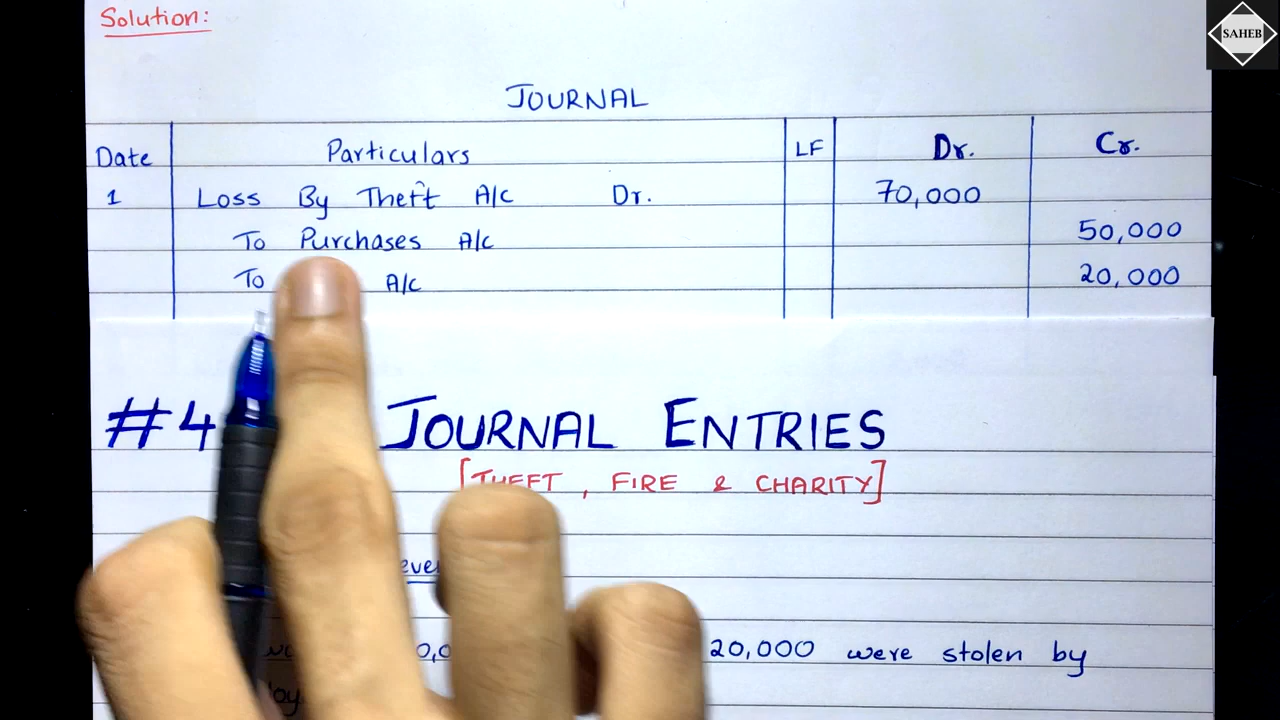 Solution:
SAHEB
JOURNAL
Date Particulars LF Dr. Cr.
1 Loss By Theft A/c Dr. 70,000
To Purchases A/c 50,000
To A/c 20,000
#4 JOURNAL ENTRIES
[THEFT, FIRE & CHARITY]
20,000 were stolen by